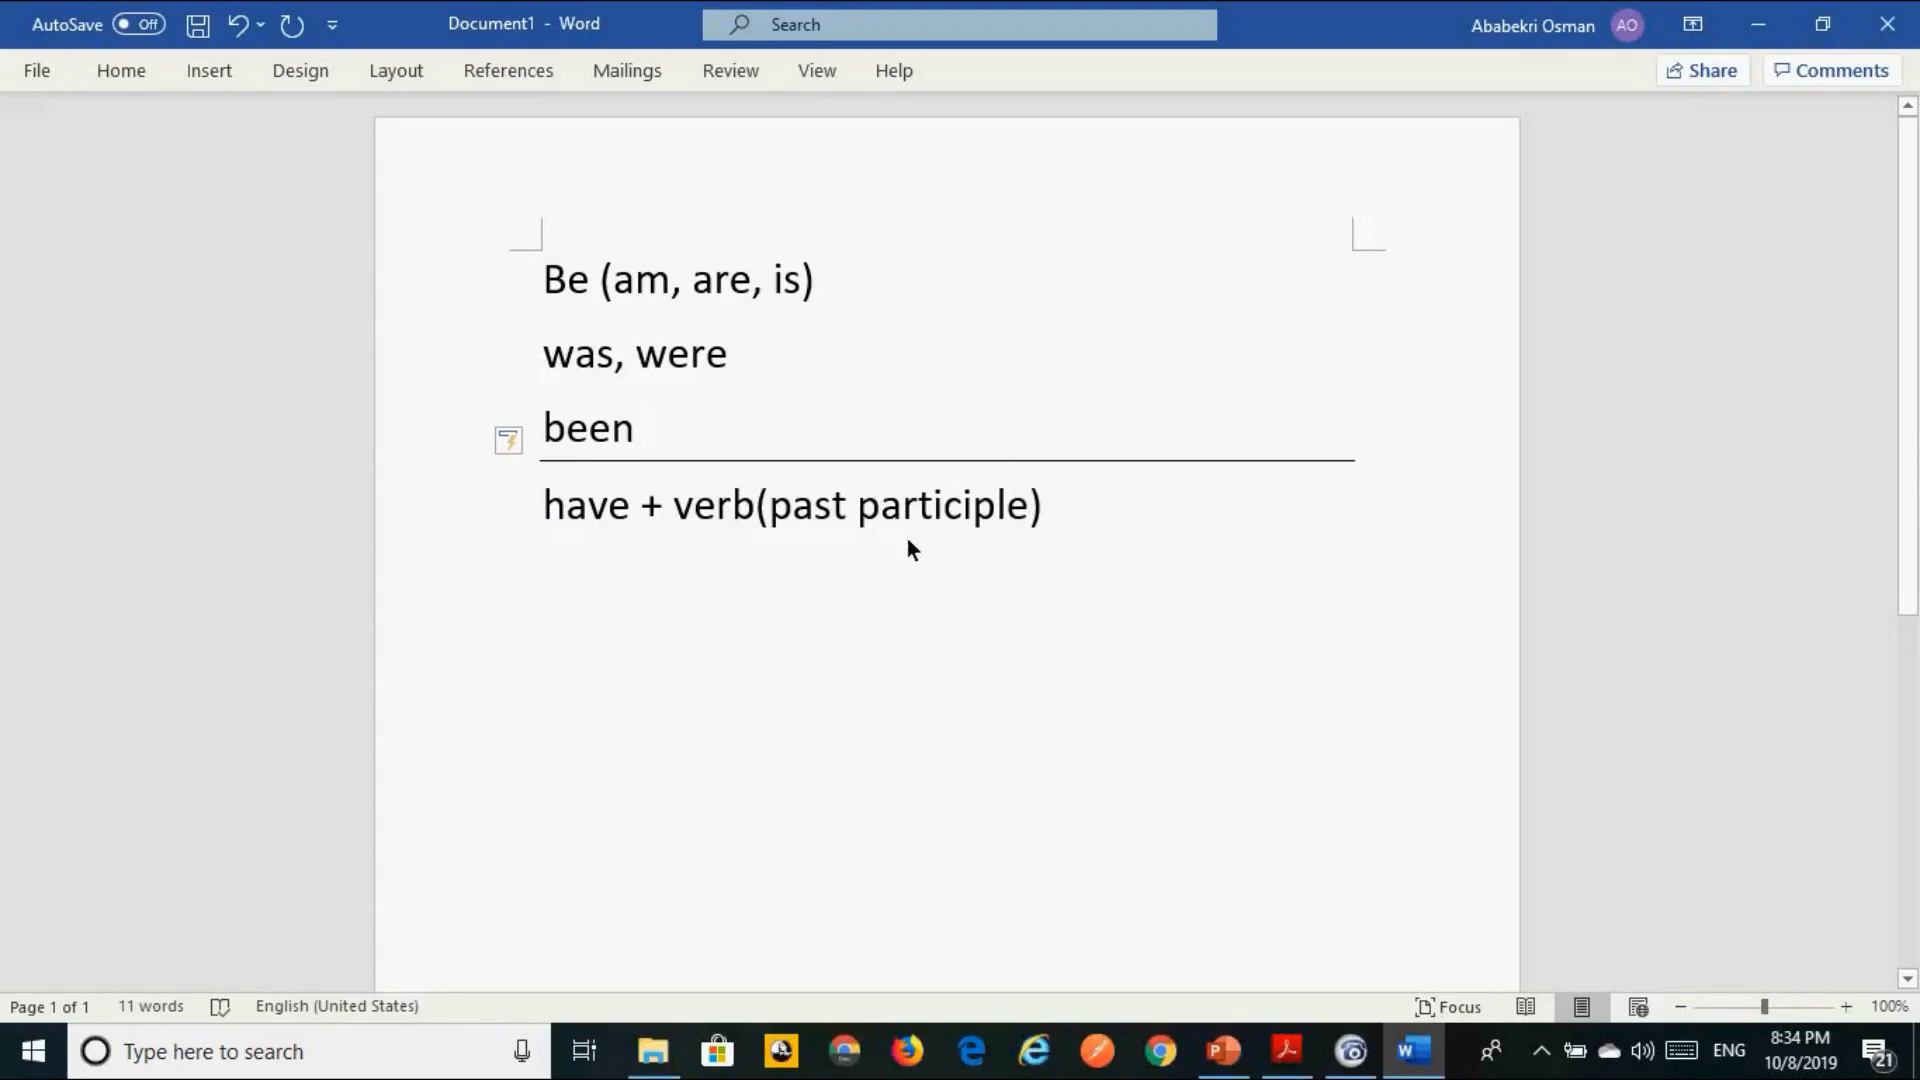 AutoSave Off Document1 - Word Search Ababekri Osman AO
File Home Insert Design Layout References Mailings Review View Help Share Comments
Be (am, are, is)
was, were
been
have + verb(past participle)
Page 1 of 1 11 words English (United States) Focus 100%
Type here to search ENG 8:34 PM
10/8/2019 21